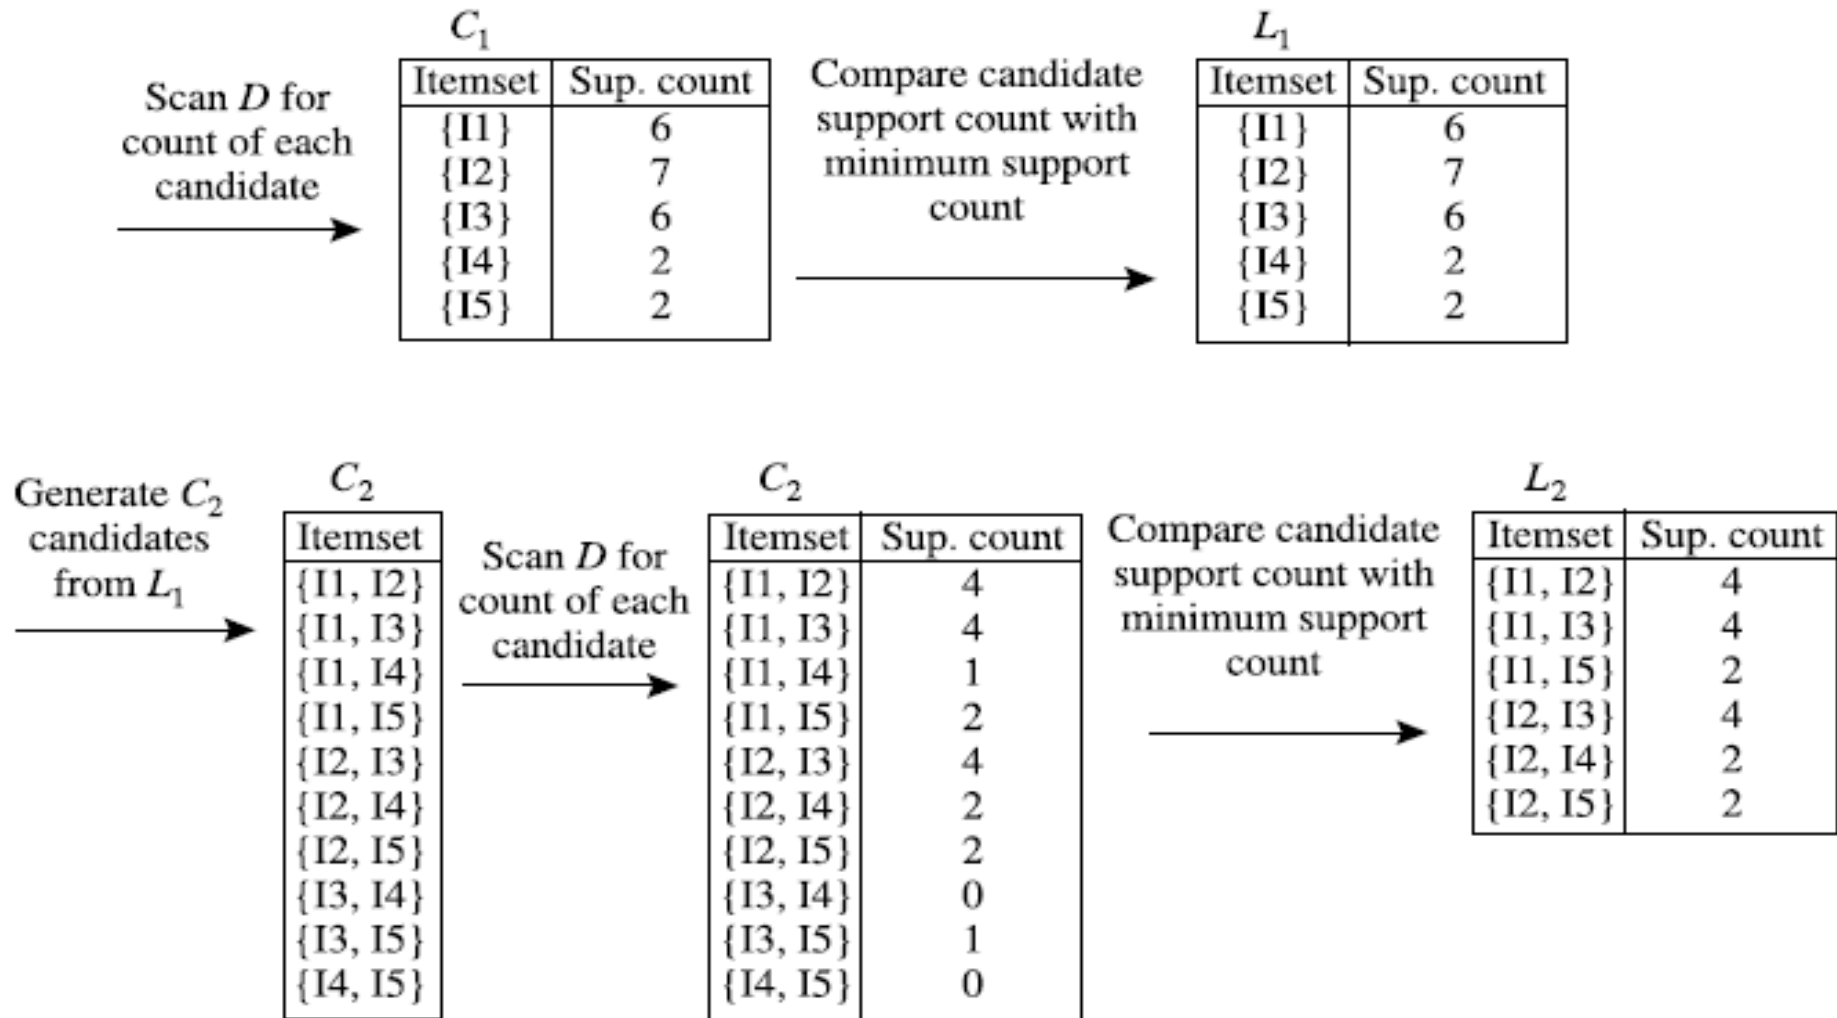 C1
Scan D for
count of each
candidate
Itemset Sup. count
{I1} 6
{I2} 7
{I3} 6
{I4} 2
{I5} 2
Compare candidate
support count with
minimum support
count
L1
Itemset Sup. count
{I1} 6
{I2} 7
{I3} 6
{I4} 2
{I5} 2
Generate C2
candidates
from L1
C2
Itemset
{I1, I2}
{I1, I3}
{I1, I4}
{I1, I5}
{I2, I3}
{I2, I4}
{I2, I5}
{I3, I4}
{I3, I5}
{I4, I5}
Scan D for
count of each
candidate
C2
Itemset Sup. count
{I1, I2} 4
{I1, I3} 4
{I1, I4} 1
{I1, I5} 2
{I2, I3} 4
{I2, I4} 2
{I2, I5} 2
{I3, I4} 0
{I3, I5} 1
{I4, I5} 0
Compare candidate
support count with
minimum support
count
L2
Itemset Sup. count
{I1, I2} 4
{I1, I3} 4
{I1, I5} 2
{I2, I3} 4
{I2, I4} 2
{I2, I5} 2